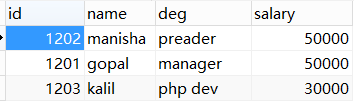 id name deg salary
1202 manisha preader 50000
1201 gopal manager 50000
1203 kalil php dev 30000